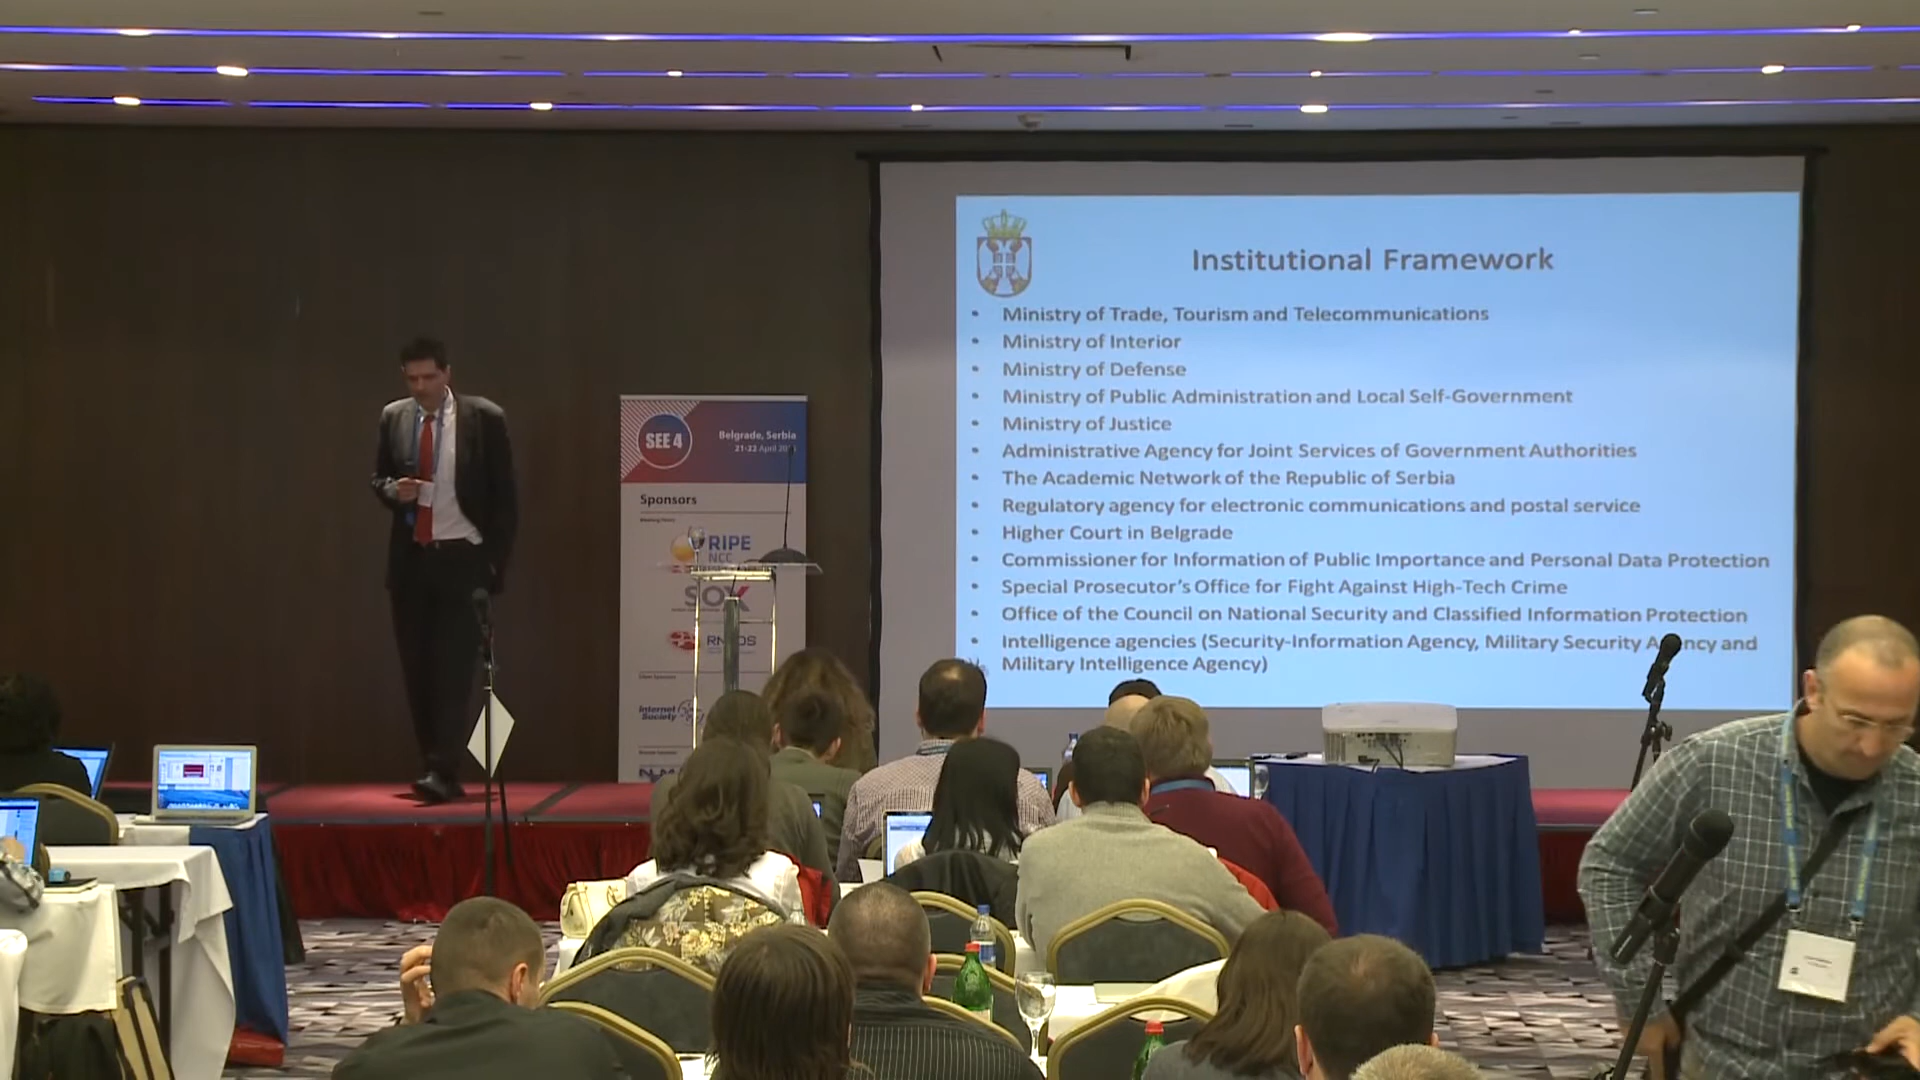 SEE 4
Belgrade, Serbia
21-22 April
Sponsors
RIPE
NCC
SOX
Internet
Society
Institutional Framework
• Ministry of Trade, Tourism and Telecommunications
• Ministry of Interior
• Ministry of Defense
• Ministry of Public Administration and Local Self-Government
• Ministry of Justice
• Administrative Agency for Joint Services of Government Authorities
• The Academic Network of the Republic of Serbia
• Regulatory agency for electronic communications and postal service
• Higher Court in Belgrade
• Commissioner for Information of Public Importance and Personal Data Protection
• Special Prosecutor's Office for Fight Against High-Tech Crime
• Office of the Council on National Security and Classified Information Protection
• Intelligence agencies (Security-Information Agency, Military Security Agency and
Military Intelligence Agency)